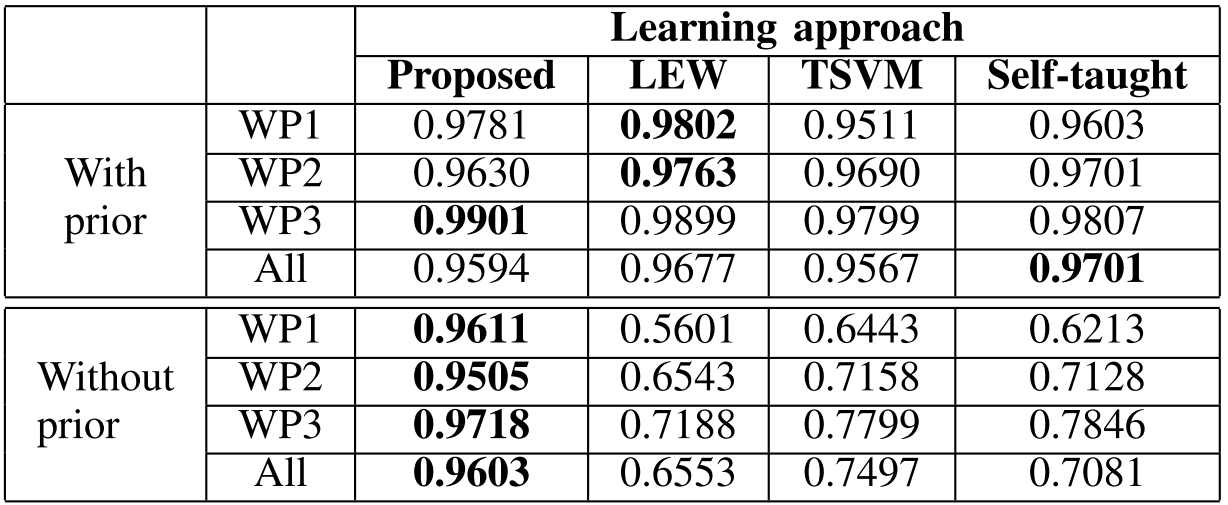 Learning approach
Proposed LEW TSVM Self-taught
With prior
WP1 0.9781 0.9802 0.9511 0.9603
WP2 0.9630 0.9763 0.9690 0.9701
WP3 0.9901 0.9899 0.9799 0.9807
All 0.9594 0.9677 0.9567 0.9701
Without prior
WP1 0.9611 0.5601 0.6443 0.6213
WP2 0.9505 0.6543 0.7158 0.7128
WP3 0.9718 0.7188 0.7799 0.7846
All 0.9603 0.6553 0.7497 0.7081